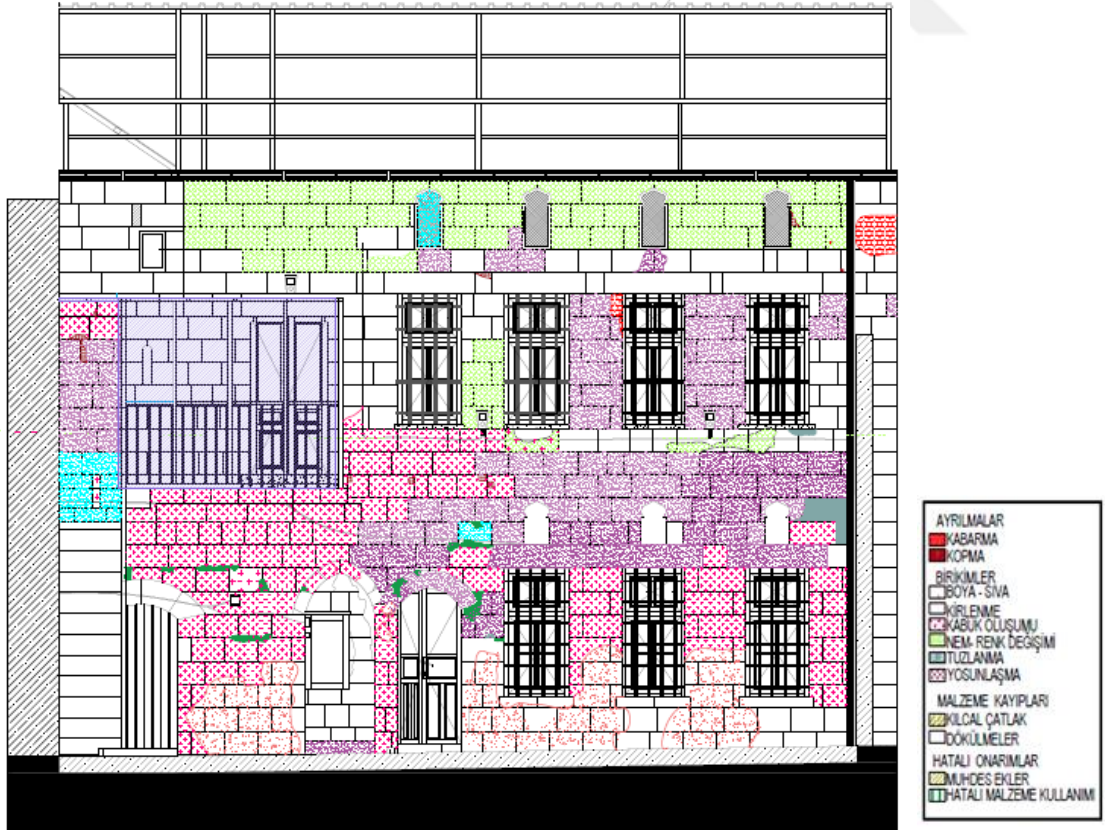 AYRILMALAR
KABARMA
KOPMA
BİRİKİMLER
BOYA - SIVA
KİRLENME
KABUK OLUŞUMU
NEM- RENK DEĞİŞİMİ
TUZLANMA
YOSUNLAŞMA
MALZEME KAYIPLARI
KILCAL ÇATLAK
DÖKÜLMELER
HATALI ONARIMLAR
MUHDES EKLER
HATALI MALZEME KULLANIMI